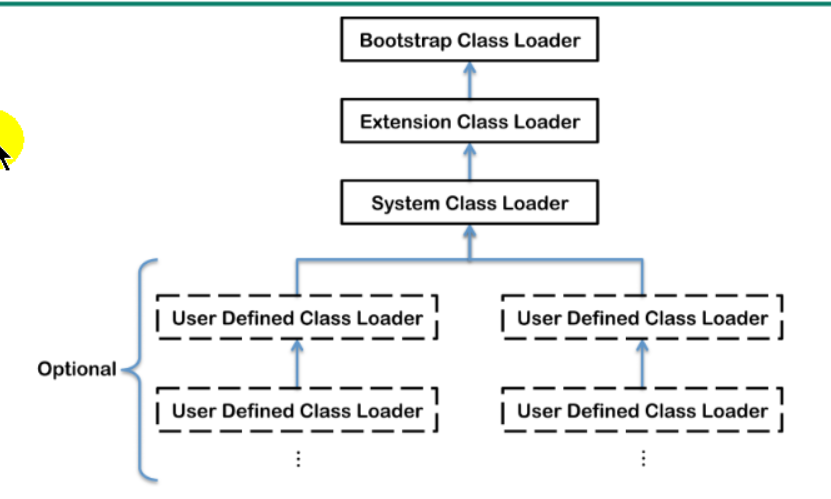 Bootstrap Class Loader
Extension Class Loader
System Class Loader
User Defined Class Loader
User Defined Class Loader
Optional
User Defined Class Loader
User Defined Class Loader